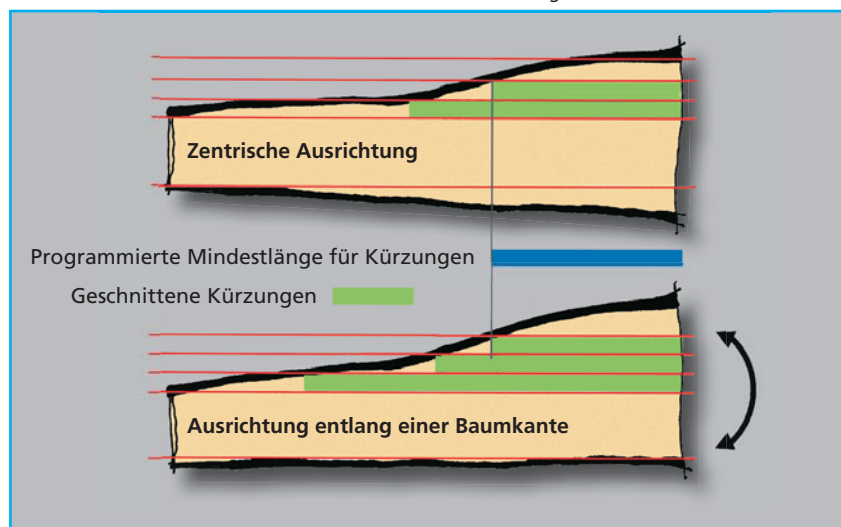 Zentrische Ausrichtung
Programmierte Mindestlänge für Kürzungen
Geschnittene Kürzungen
Ausrichtung entlang einer Baumkante